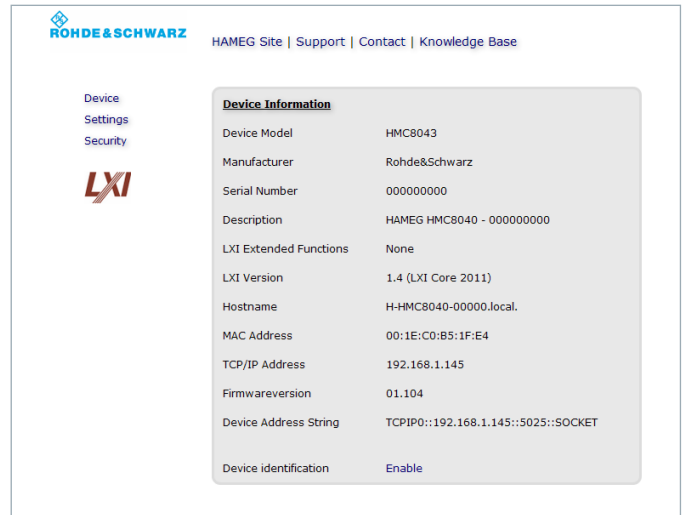 ROHDE&SCHWARZ
HAMEG Site | Support | Contact | Knowledge Base
Device
Settings
Security
LXI
Device Information
Device Model HMC8043
Manufacturer Rohde&Schwarz
Serial Number 000000000
Description HAMEG HMC8040 - 000000000
LXI Extended Functions None
LXI Version 1.4 (LXI Core 2011)
Hostname H-HMC8040-00000.local.
MAC Address 00:1E:C0:B5:1F:E4
TCP/IP Address 192.168.1.145
Firmwareversion 01.104
Device Address String TCPIP0::192.168.1.145::5025::SOCKET
Device identification Enable